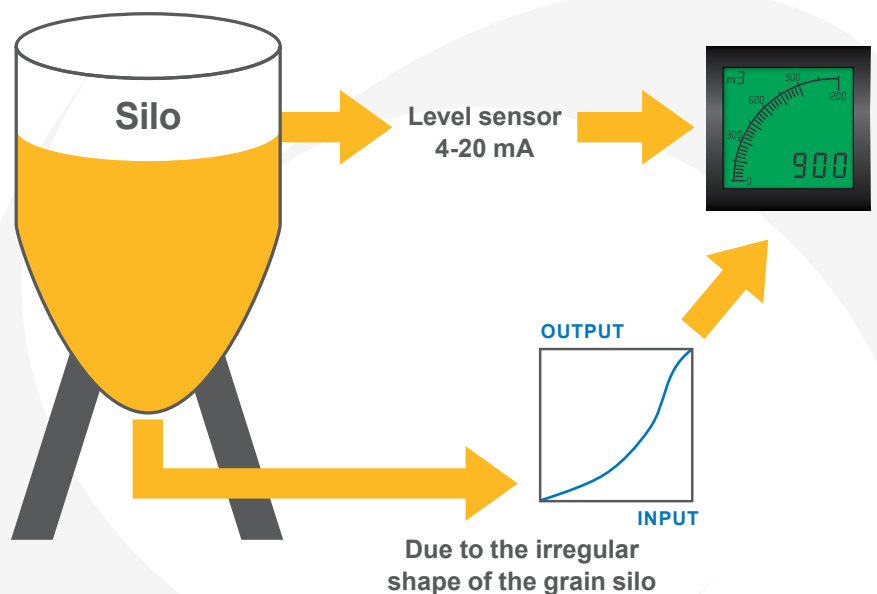 Silo
Level sensor
4-20 mA
m3
0
300
600
900
1200
900
OUTPUT
INPUT
Due to the irregular
shape of the grain silo